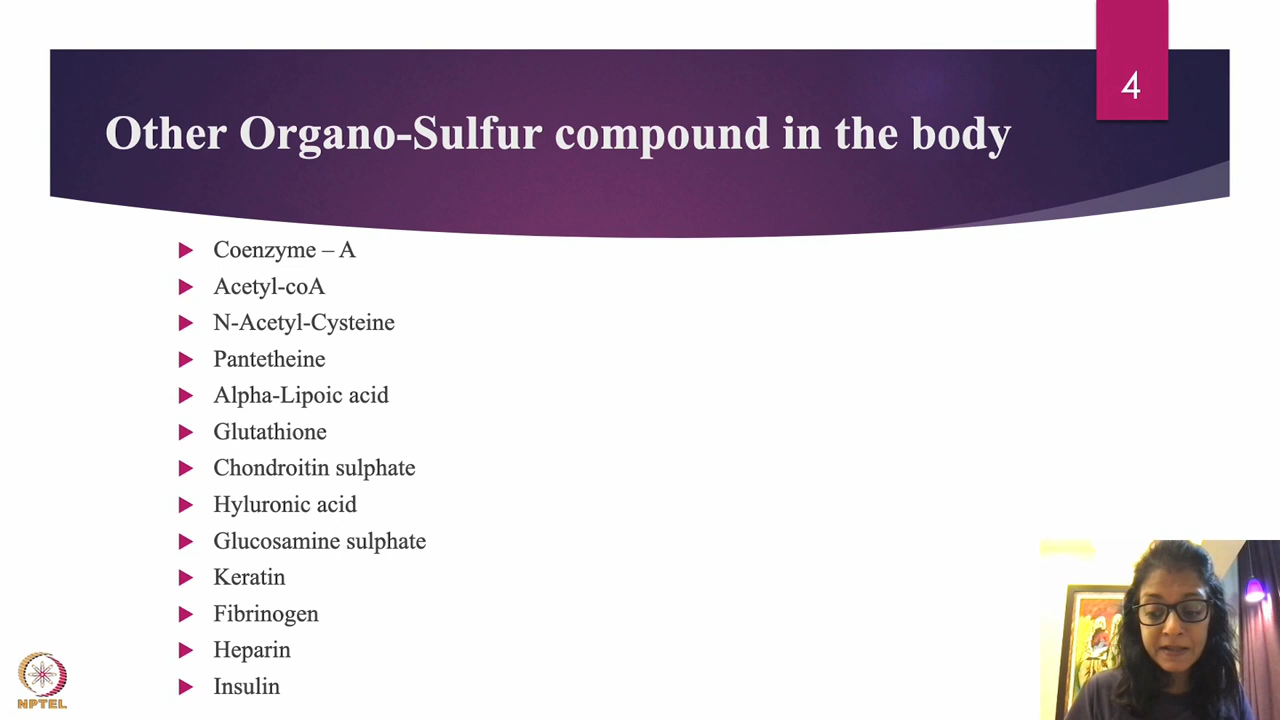 4
Other Organo-Sulfur compound in the body
Coenzyme – A
Acetyl-coA
N-Acetyl-Cysteine
Pantetheine
Alpha-Lipoic acid
Glutathione
Chondroitin sulphate
Hyluronic acid
Glucosamine sulphate
Keratin
Fibrinogen
Heparin
Insulin
NPTEL